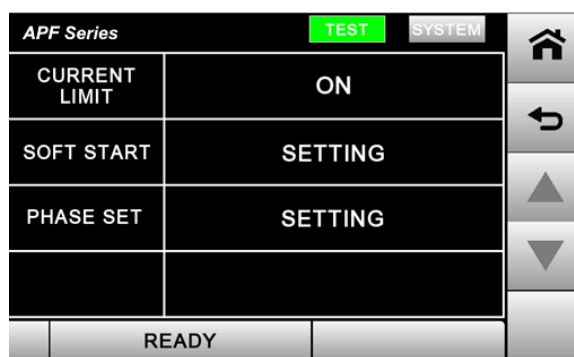 APF Series TEST SYSTEM
CURRENT
LIMIT
ON
SOFT START SETTING
PHASE SET SETTING
READY